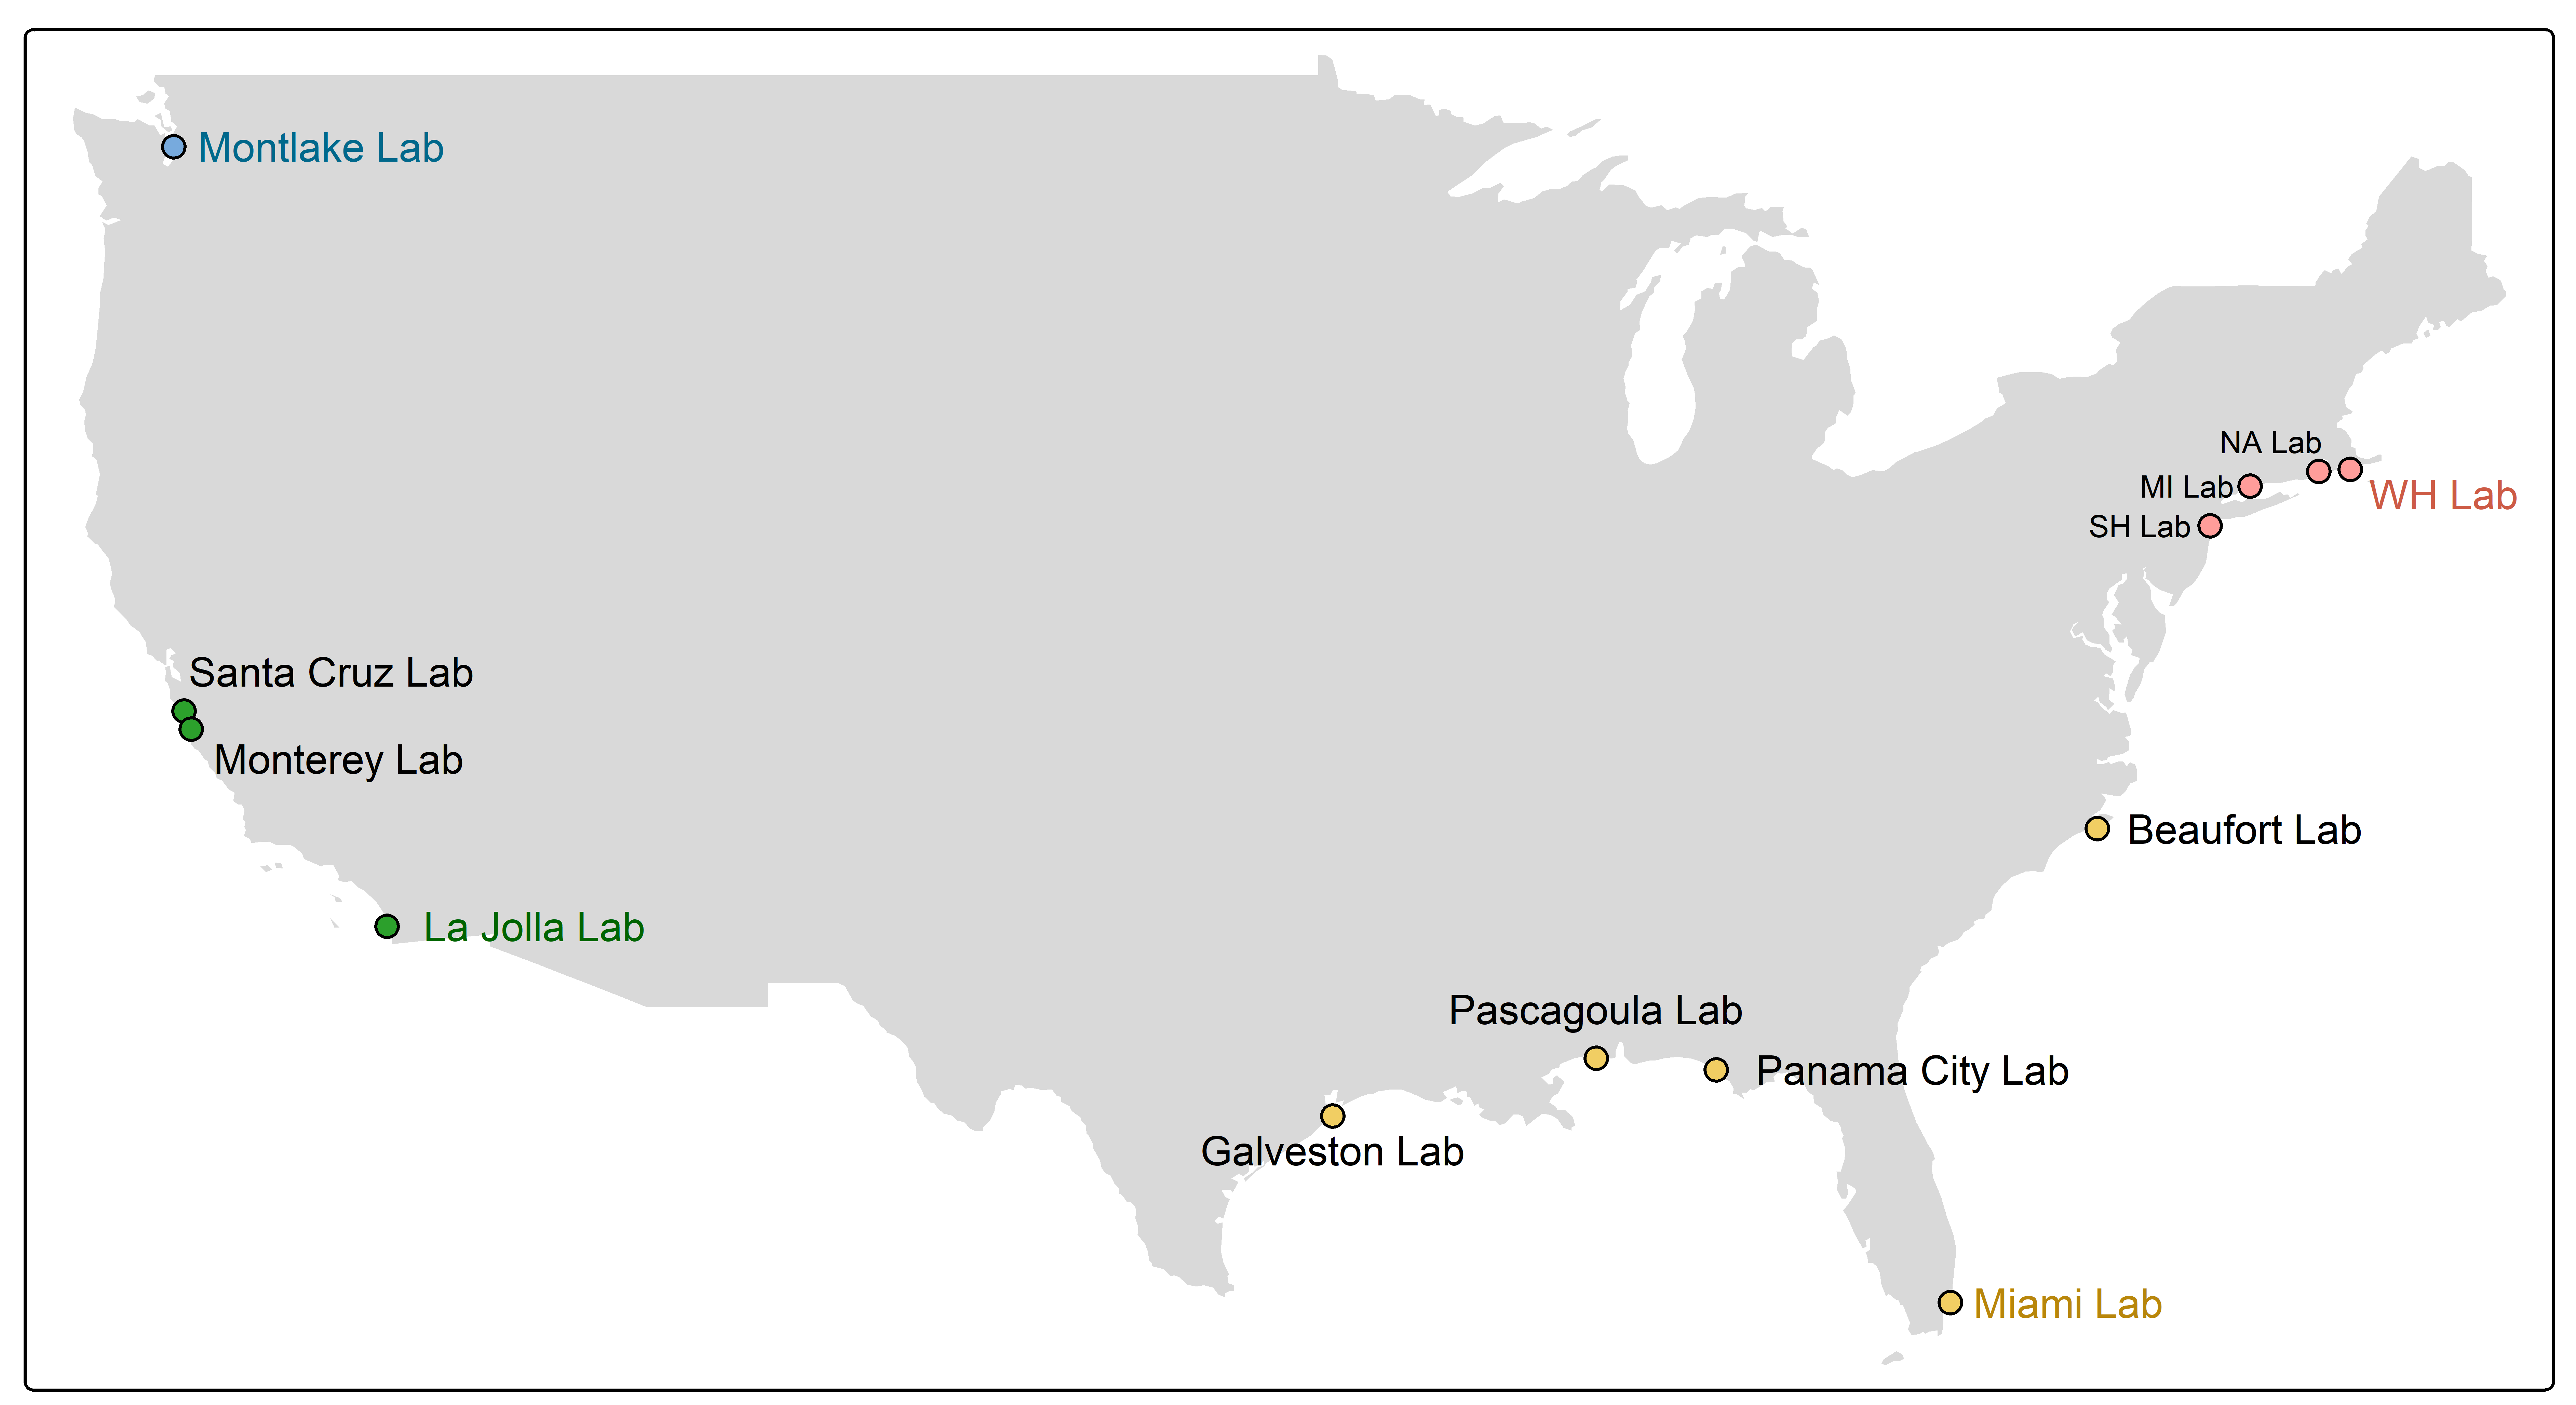 Montlake Lab
NA Lab
MI Lab
WH Lab
SH Lab
Santa Cruz Lab
Monterey Lab
Beaufort Lab
La Jolla Lab
Pascagoula Lab
Panama City Lab
Galveston Lab
Miami Lab